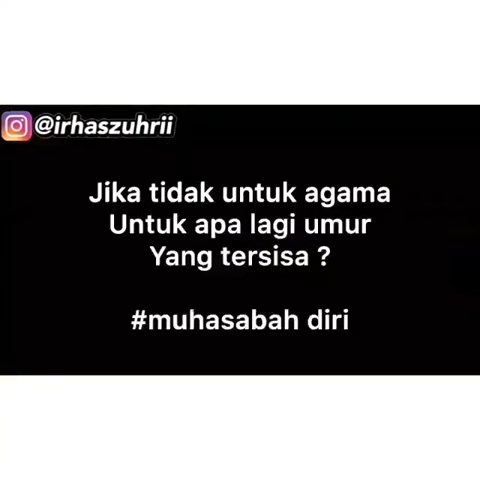 @irhaszuhrii
Jika tidak untuk agama
Untuk apa lagi umur
Yang tersisa ?
#muhasabah diri